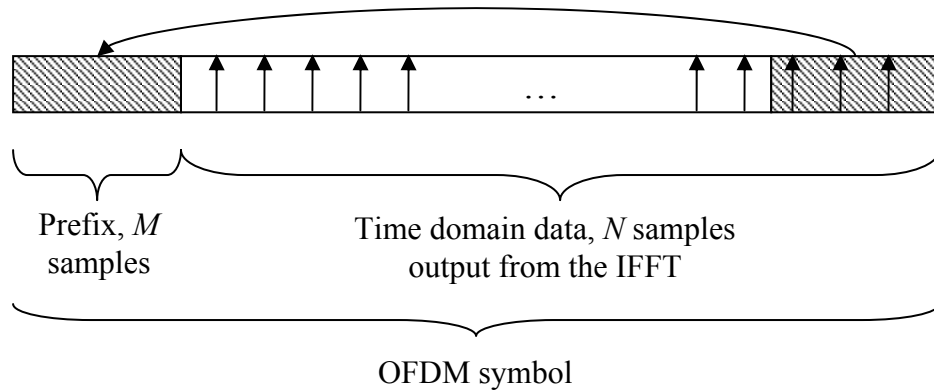 ...
Prefix, M
samples
Time domain data, N samples
output from the IFFT
OFDM symbol